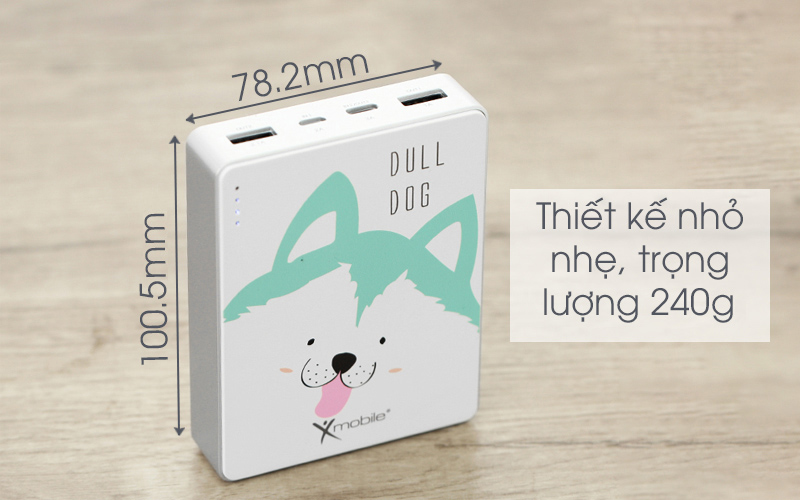 78.2mm
100.5mm
DULL
DOG
Xmobile
Thiết kế nhỏ
nhẹ, trọng
lượng 240g